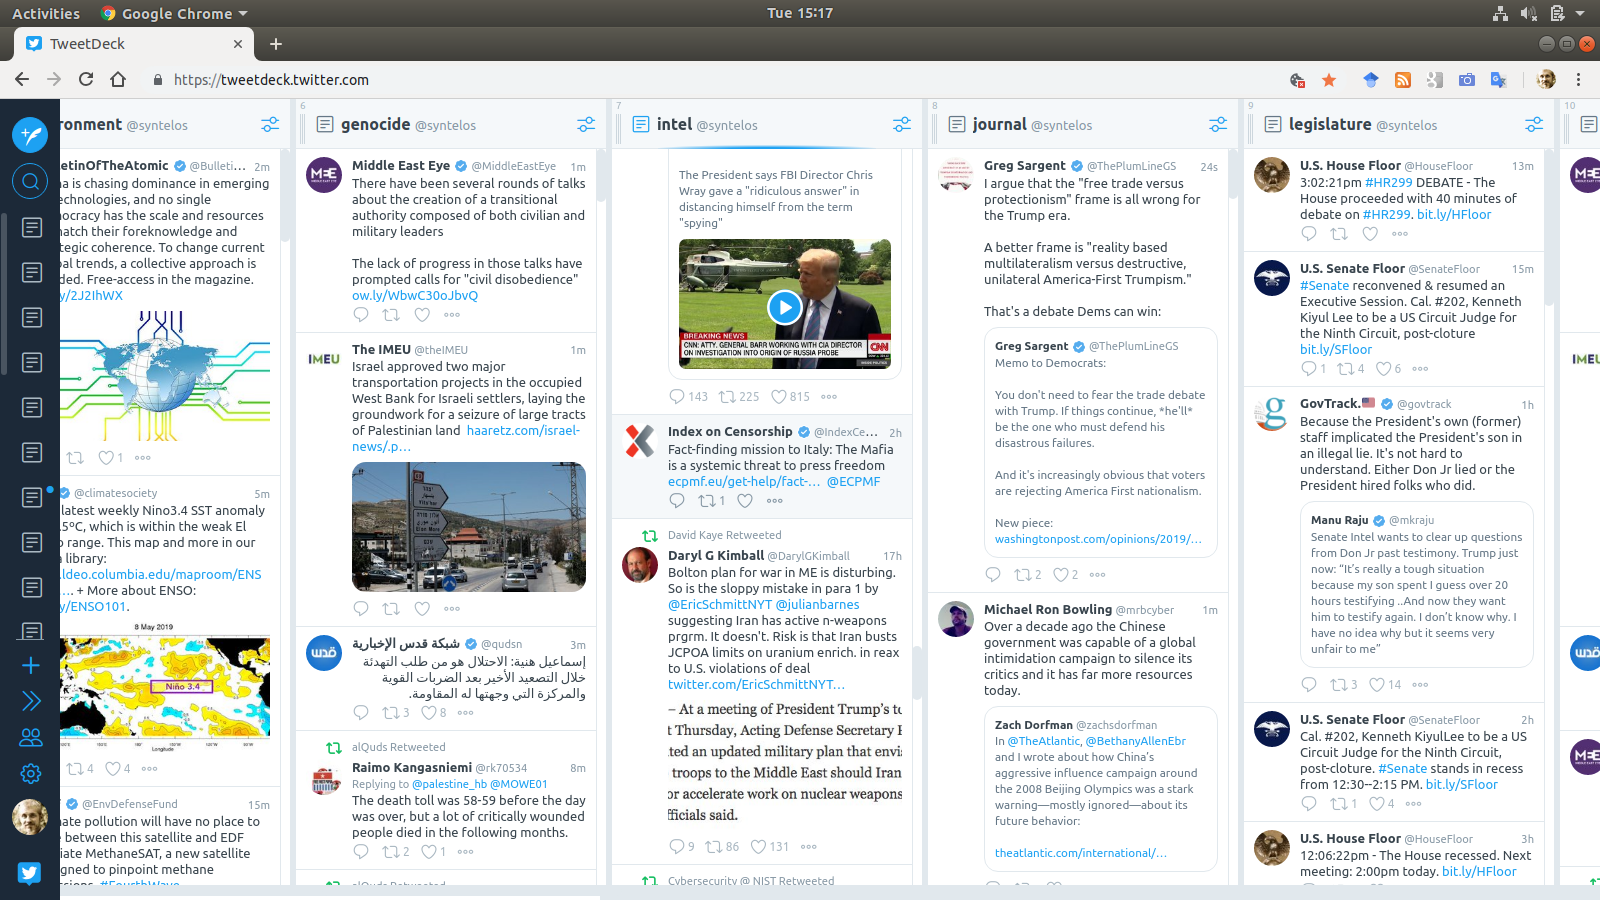 Activities
Google Chrome
Tue 15:17
TweetDeck
https://tweetdeck.twitter.com
ronment @syntelos
etinOfTheAtomic @Bulleti... 2m
na is chasing dominance in emerging
echnologies, and no single
mocracy has the scale and resources
natch their foreknowledge and
tegic coherence. To change current
bal trends, a collective approach is
ded. Free-access in the magazine.
y/2J2IhWX
1
@climatesociety 5m
latest weekly Nino3.4 SST anomaly
.5ºC, which is within the weak El
o range. This map and more in our
a library:
.ldeo.columbia.edu/maproom/ENS
... + More about ENSO:
y/ENSO101.
8 May 2019
Niño 3.4
Longitude
4 4
@EnvDefenseFund 15m
nate pollution will have no place to
e between this satellite and EDF
iate MethaneSAT, a new satellite
igned to pinpoint methane
ssions. #FourthWave
6
genocide @syntelos
Middle East Eye @MiddleEastEye 1m
There have been several rounds of talks
about the creation of a transitional
authority composed of both civilian and
military leaders
The lack of progress in those talks have
prompted calls for "civil disobedience"
ow.ly/WbwC30oJbvQ
The IMEU @theIMEU 1m
Israel approved two major
transportation projects in the occupied
West Bank for Israeli settlers, laying the
groundwork for a seizure of large tracts
of Palestinian land haaretz.com/israel-
news/.p...
شبكة قدس الإخبارية @qudsn 3m
إسماعيل هنية: الاحتلال هو من طلب التهدئة
خلال التصعيد الأخير بعد الضربات القوية
والمركزة التي وجهتها له المقاومة.
3 8
alQuds Retweeted
Raimo Kangasniemi @rk70534 8m
Replying to @palestine_hb @MOWE01
The death toll was 58-59 before the day
was over, but a lot of critically wounded
people died in the following months.
2 1
alQuds Retweeted
7
intel @syntelos
The President says FBI Director Chris
Wray gave a "ridiculous answer" in
distancing himself from the term
"spying"
BREAKING NEWS
CNN: ATTY. GENERAL BARR WORKING WITH CIA DIRECTOR
ON INVESTIGATION INTO ORIGIN OF RUSSIA PROBE
CNN
143 225 815
Index on Censorship @IndexCe... 2h
Fact-finding mission to Italy: The Mafia
is a systemic threat to press freedom
ecpmf.eu/get-help/fact-... @ECPMF
1
David Kaye Retweeted
Daryl G Kimball @DarylGKimball 17h
Bolton plan for war in ME is disturbing.
So is the sloppy mistake in para 1 by
@EricSchmittNYT @julianbarnes
suggesting Iran has active n-weapons
prgrm. It doesn't. Risk is that Iran busts
JCPOA limits on uranium enrich. in reax
to U.S. violations of deal
twitter.com/EricSchmittNYT...
– At a meeting of President Trump's to
t Thursday, Acting Defense Secretary
ted an updated military plan that envi
troops to the Middle East should Iran
or accelerate work on nuclear weapons
fficials said.
9 86 131
Cybersecurity @ NIST Retweeted
8
journal @syntelos
Greg Sargent @ThePlumLineGS 24s
I argue that the "free trade versus
protectionism" frame is all wrong for
the Trump era.
A better frame is "reality based
multilateralism versus destructive,
unilateral America-First Trumpism."
That's a debate Dems can win:
Greg Sargent @ThePlumLineGS
Memo to Democrats:
You don't need to fear the trade debate
with Trump. If things continue, *he'll*
be the one who must defend his
disastrous failures.
And it's increasingly obvious that voters
are rejecting America First nationalism.
New piece:
washingtonpost.com/opinions/2019/...
2 2
Michael Ron Bowling @mrbcyber 1m
Over a decade ago the Chinese
government was capable of a global
intimidation campaign to silence its
critics and it has far more resources
today.
Zach Dorfman @zachsdorfman
In @TheAtlantic, @BethanyAllenEbr
and I wrote about how China's
aggressive influence campaign around
the 2008 Beijing Olympics was a stark
warning—mostly ignored—about its
future behavior:
theatlantic.com/international/...
9
legislature @syntelos
U.S. House Floor @HouseFloor 13m
3:02:21pm #HR299 DEBATE - The
House proceeded with 40 minutes of
debate on #HR299. bit.ly/HFloor
U.S. Senate Floor @SenateFloor 15m
#Senate reconvened & resumed an
Executive Session. Cal. #202, Kenneth
Kiyul Lee to be a US Circuit Judge for
the Ninth Circuit, post-cloture
bit.ly/SFloor
1 4 6
GovTrack. @govtrack 1h
Because the President's own (former)
staff implicated the President's son in
an illegal lie. It's not hard to
understand. Either Don Jr lied or the
President hired folks who did.
Manu Raju @mkraju
Senate Intel wants to clear up questions
from Don Jr past testimony. Trump just
now: "It's really a tough situation
because my son spent I guess over 20
hours testifying ..And now they want
him to testify again. I don't know why. I
have no idea why but it seems very
unfair to me"
3 14
U.S. Senate Floor @SenateFloor 2h
Cal. #202, Kenneth KiyulLee to be a US
Circuit Judge for the Ninth Circuit,
post-cloture. #Senate stands in recess
from 12:30--2:15 PM. bit.ly/SFloor
1 4
U.S. House Floor @HouseFloor 3h
12:06:22pm - The House recessed. Next
meeting: 2:00pm today. bit.ly/HFloor
10
MEE
IMEU